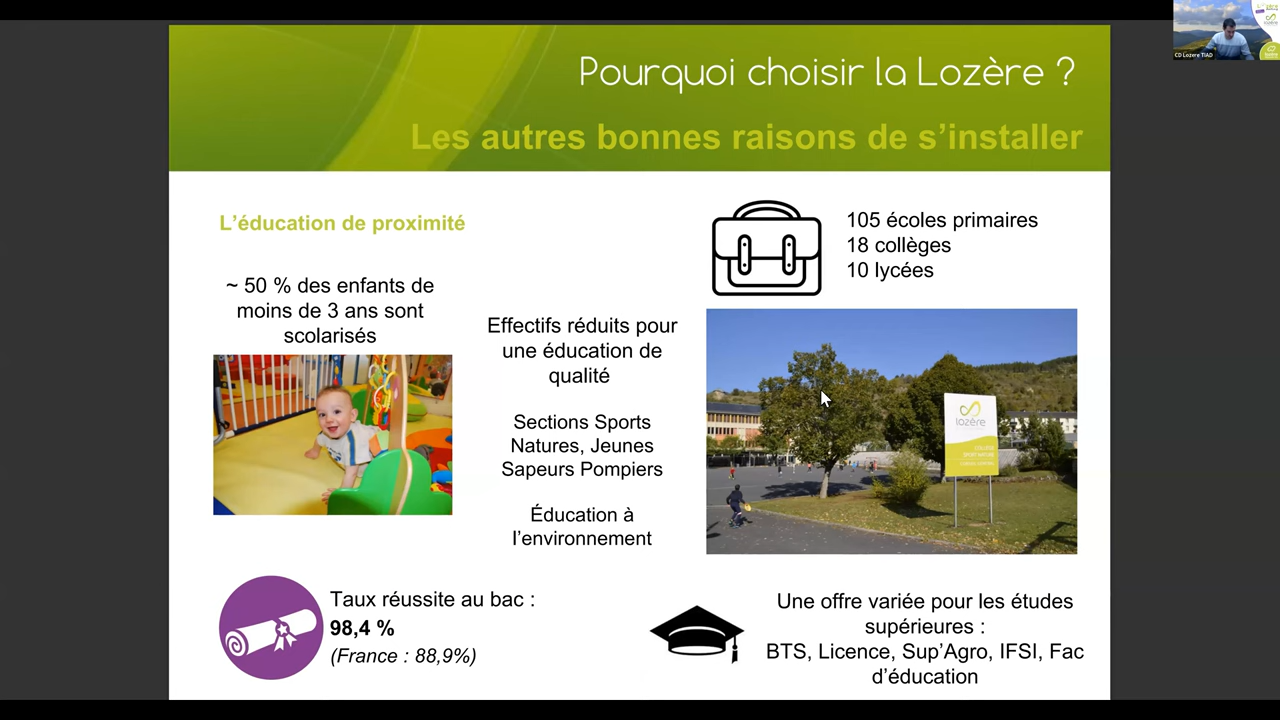 Pourquoi choisir la Lozère ?
Les autres bonnes raisons de s'installer
L'éducation de proximité
~ 50 % des enfants de
moins de 3 ans sont
scolarisés
Effectifs réduits pour
une éducation de
qualité
Sections Sports
Natures, Jeunes
Sapeurs Pompiers
Éducation à
l'environnement
105 écoles primaires
18 collèges
10 lycées
lozère
Taux réussite au bac :
98,4 %
(France : 88,9%)
Une offre variée pour les études
supérieures :
BTS, Licence, Sup'Agro, IFSI, Fac
d'éducation
CD Lozere TIAD